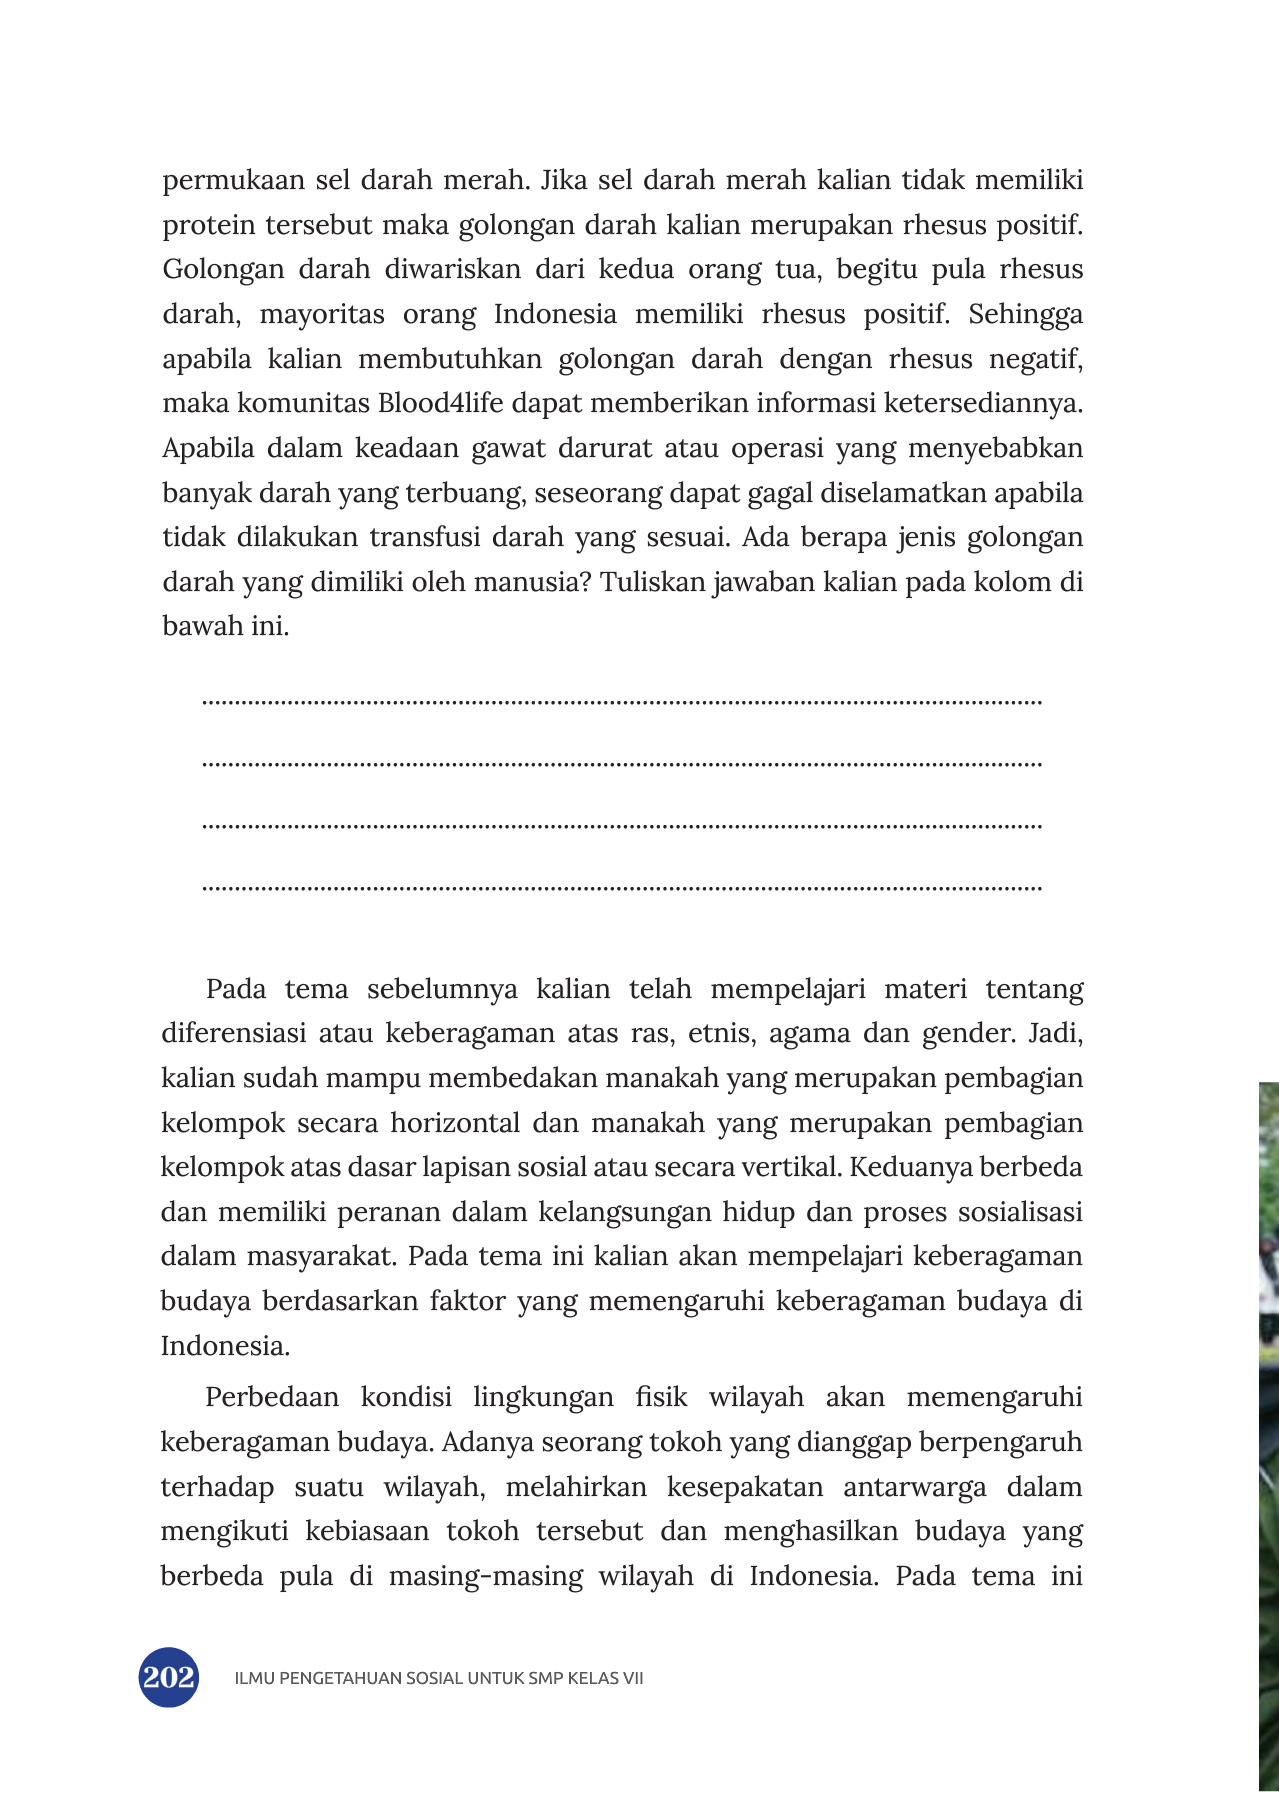 permukaan sel darah merah. Jika sel darah merah kalian tidak memiliki
protein tersebut maka golongan darah kalian merupakan rhesus positif.
Golongan darah diwariskan dari kedua orang tua, begitu pula rhesus
darah, mayoritas orang Indonesia memiliki rhesus positif. Sehingga
apabila kalian membutuhkan golongan darah dengan rhesus negatif,
maka komunitas Blood4life dapat memberikan informasi ketersediannya.
Apabila dalam keadaan gawat darurat atau operasi yang menyebabkan
banyak darah yang terbuang, seseorang dapat gagal diselamatkan apabila
tidak dilakukan transfusi darah yang sesuai. Ada berapa jenis golongan
darah yang dimiliki oleh manusia? Tuliskan jawaban kalian pada kolom di
bawah ini.
Pada tema sebelumnya kalian telah mempelajari materi tentang
diferensiasi atau keberagaman atas ras, etnis, agama dan gender. Jadi,
kalian sudah mampu membedakan manakah yang merupakan pembagian
kelompok secara horizontal dan manakah yang merupakan pembagian
kelompok atas dasar lapisan sosial atau secara vertikal. Keduanya berbeda
dan memiliki peranan dalam kelangsungan hidup dan proses sosialisasi
dalam masyarakat. Pada tema ini kalian akan mempelajari keberagaman
budaya berdasarkan faktor yang memengaruhi keberagaman budaya di
Indonesia.
Perbedaan kondisi lingkungan fisik wilayah akan memengaruhi
keberagaman budaya. Adanya seorang tokoh yang dianggap berpengaruh
terhadap suatu wilayah, melahirkan kesepakatan antarwarga dalam
mengikuti kebiasaan tokoh tersebut dan menghasilkan budaya yang
berbeda pula di masing-masing wilayah di Indonesia. Pada tema ini
202 ILMU PENGETAHUAN SOSIAL UNTUK SMP KELAS VII